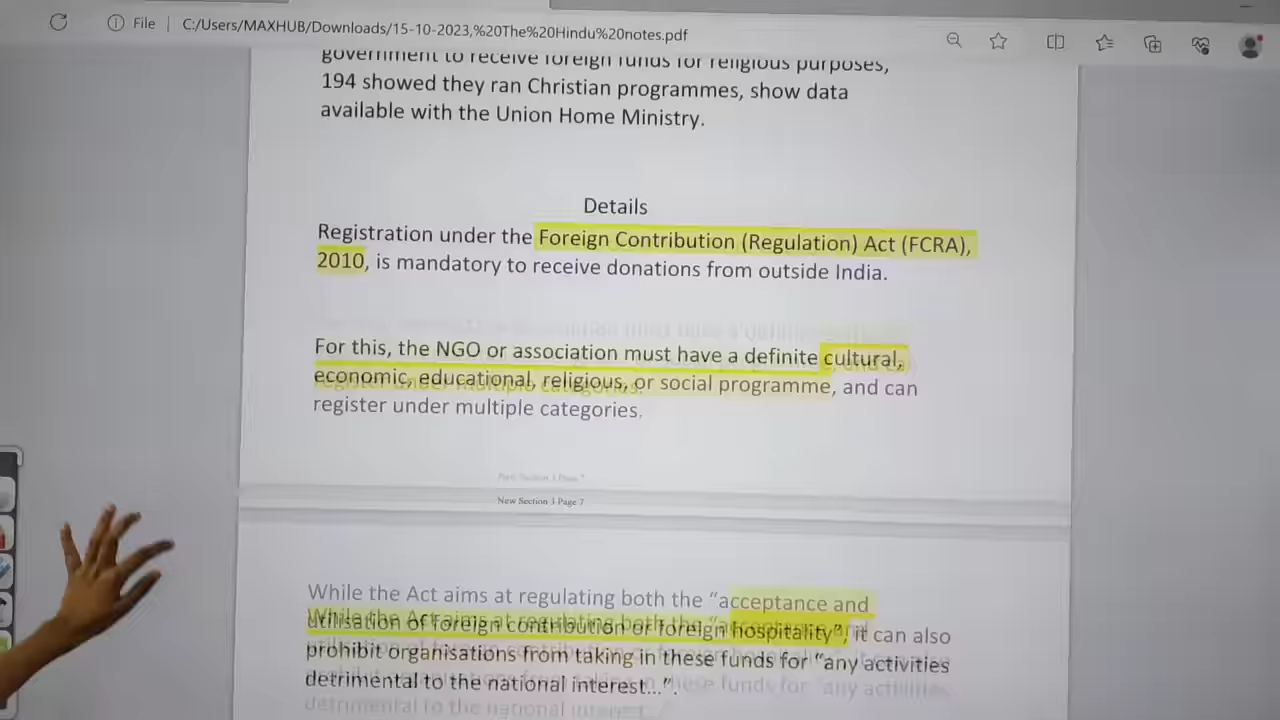 File | C:/Users/MAXHUB/Downloads/15-10-2023,%20The%20Hindu%20notes.pdf
government to receive foreign funds for religious purposes,
194 showed they ran Christian programmes, show data
available with the Union Home Ministry.
Details
Registration under the Foreign Contribution (Regulation) Act (FCRA),
2010, is mandatory to receive donations from outside India.
For this, the NGO or association must have a definite cultural,
economic, educational, religious, or social programme, and can
register under multiple categories.
New Section 3 Page 7
While the Act aims at regulating both the “acceptance and
utilisation of foreign contribution or foreign hospitality”, it can also
prohibit organisations from taking in these funds for “any activities
detrimental to the national interest...”.